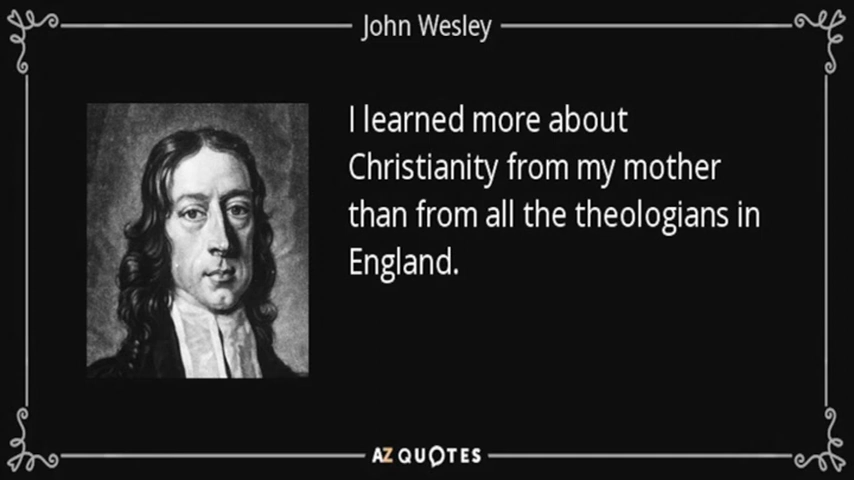 John Wesley
I learned more about
Christianity from my mother
than from all the theologians in
England.
AZ QUOTES